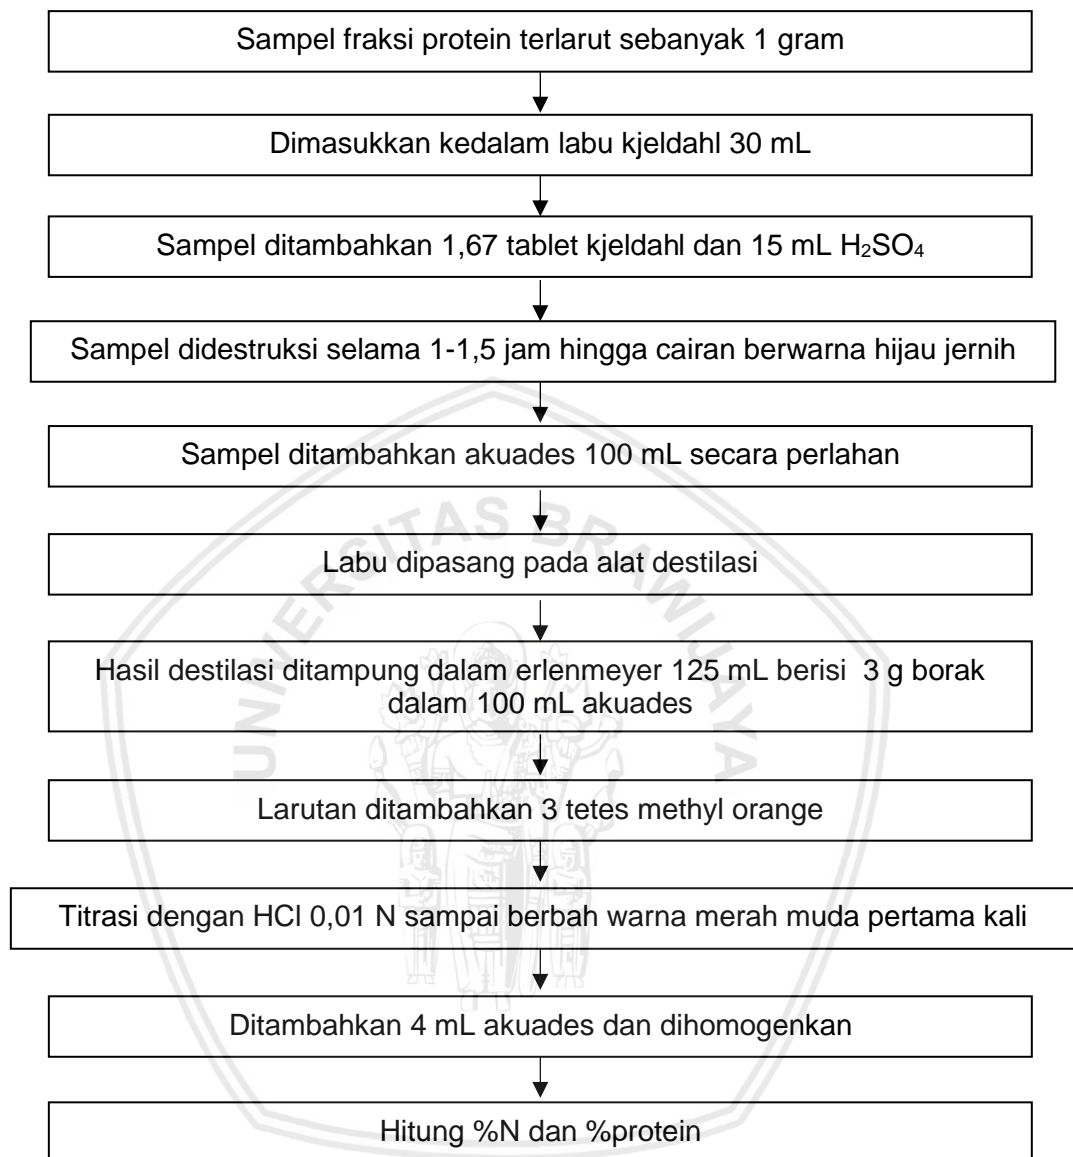 Sampel fraksi protein terlarut sebanyak 1 gram
Dimasukkan kedalam labu kjeldahl 30 mL
Sampel ditambahkan 1,67 tablet kjeldahl dan 15 mL H₂SO₄
Sampel didestruksi selama 1-1,5 jam hingga cairan berwarna hijau jernih
Sampel ditambahkan akuades 100 mL secara perlahan
Labu dipasang pada alat destilasi
Hasil destilasi ditampung dalam erlenmeyer 125 mL berisi 3 g borak
dalam 100 mL akuades
Larutan ditambahkan 3 tetes methyl orange
Titrasi dengan HCl 0,01 N sampai berbah warna merah muda pertama kali
Ditambahkan 4 mL akuades dan dihomogenkan
Hitung %N dan %protein
UNIVERSITAS BRAWIJAYA